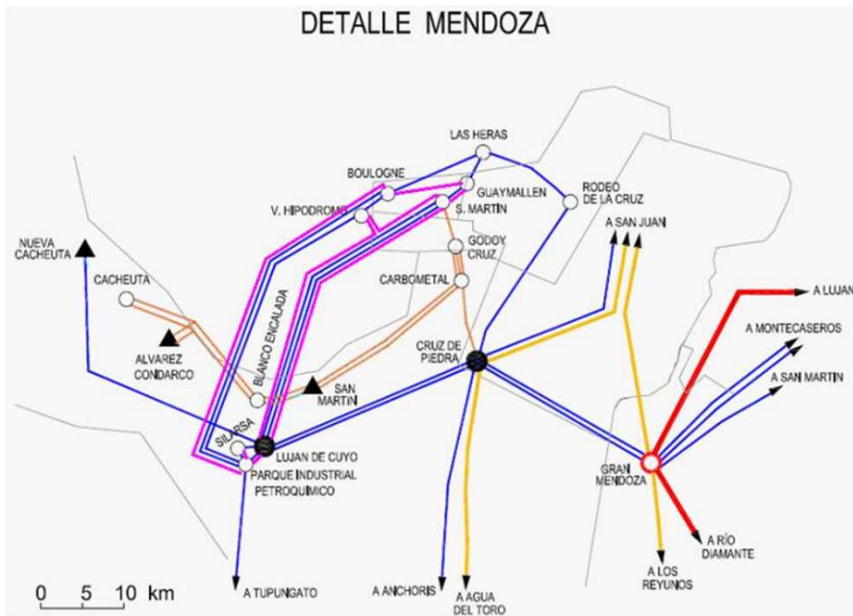 DETALLE MENDOZA
LAS HERAS
BOULOGNE
GUAYMALLEN
RODEO
DE LA CRUZ
V. HIPODROMO
S. MARTIN
A SAN JUAN
NUEVA
CACHEUTA
GODOY
CRUZ
CACHEUTA
CARBOMETAL
A LUJAN
A MONTECASEROS
BLANCO ENCALADA
ALVAREZ
CONDARCO
CRUZ DE
PIEDRA
A SAN MARTIN
SAN
MARTIN
SILARSA
LUJAN DE CUYO
GRAN
MENDOZA
PARQUE INDUSTRIAL
PETROQUÍMICO
A RÍO
DIAMANTE
A TUPUNGATO
A ANCHORIS
A AGUA
DEL TORO
A LOS
REYUNOS
0 5 10 km